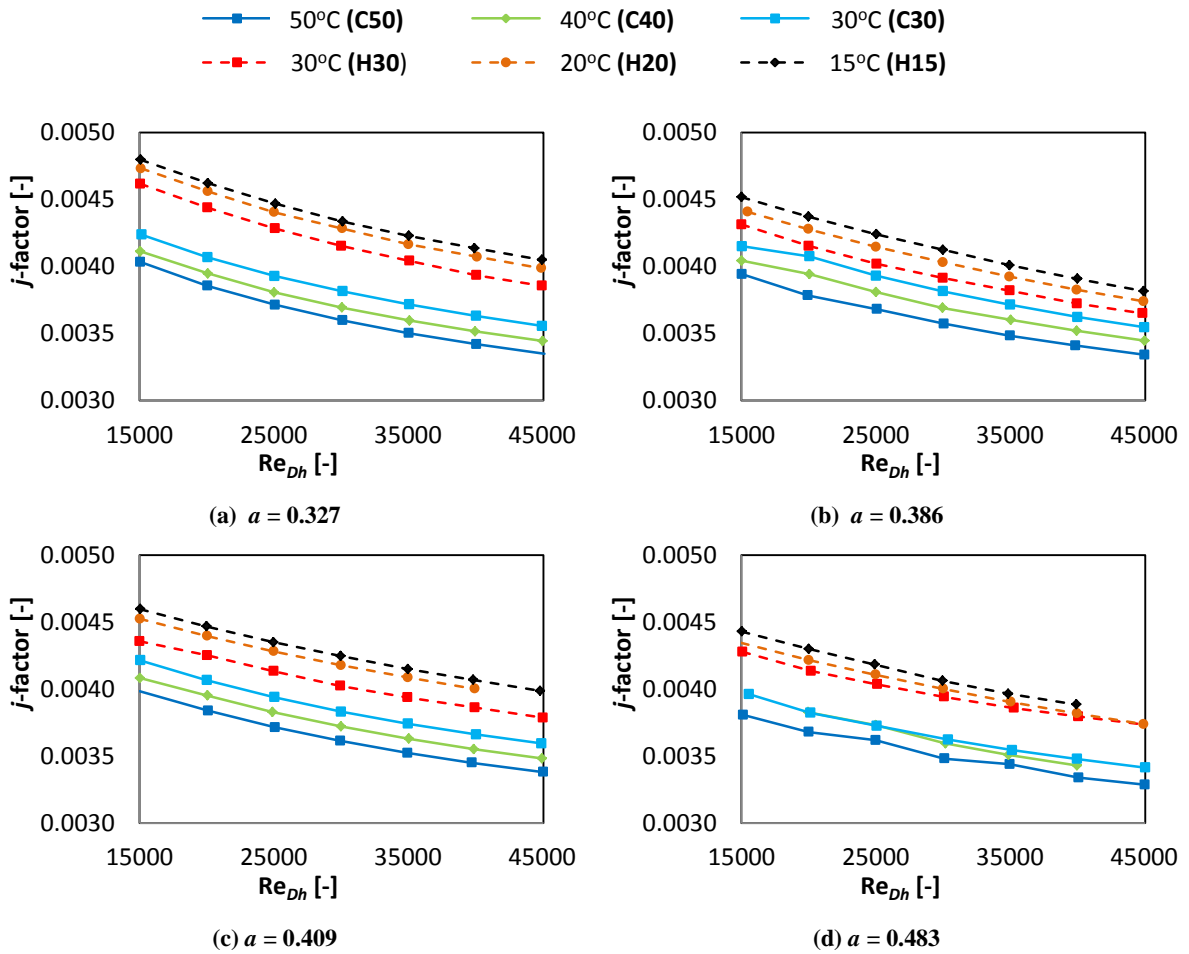 50°C (C50) 40°C (C40) 30°C (C30)
30°C (H30) 20°C (H20) 15°C (H15)
0.0050
0.0045
0.0040
0.0035
0.0030
j-factor [-]
15000 25000 35000 45000
Re_Dh [-]
(a) a = 0.327
0.0050
0.0045
0.0040
0.0035
0.0030
j-factor [-]
15000 25000 35000 45000
Re_Dh [-]
(b) a = 0.386
0.0050
0.0045
0.0040
0.0035
0.0030
j-factor [-]
15000 25000 35000 45000
Re_Dh [-]
(c) a = 0.409
0.0050
0.0045
0.0040
0.0035
0.0030
j-factor [-]
15000 25000 35000 45000
Re_Dh [-]
(d) a = 0.483